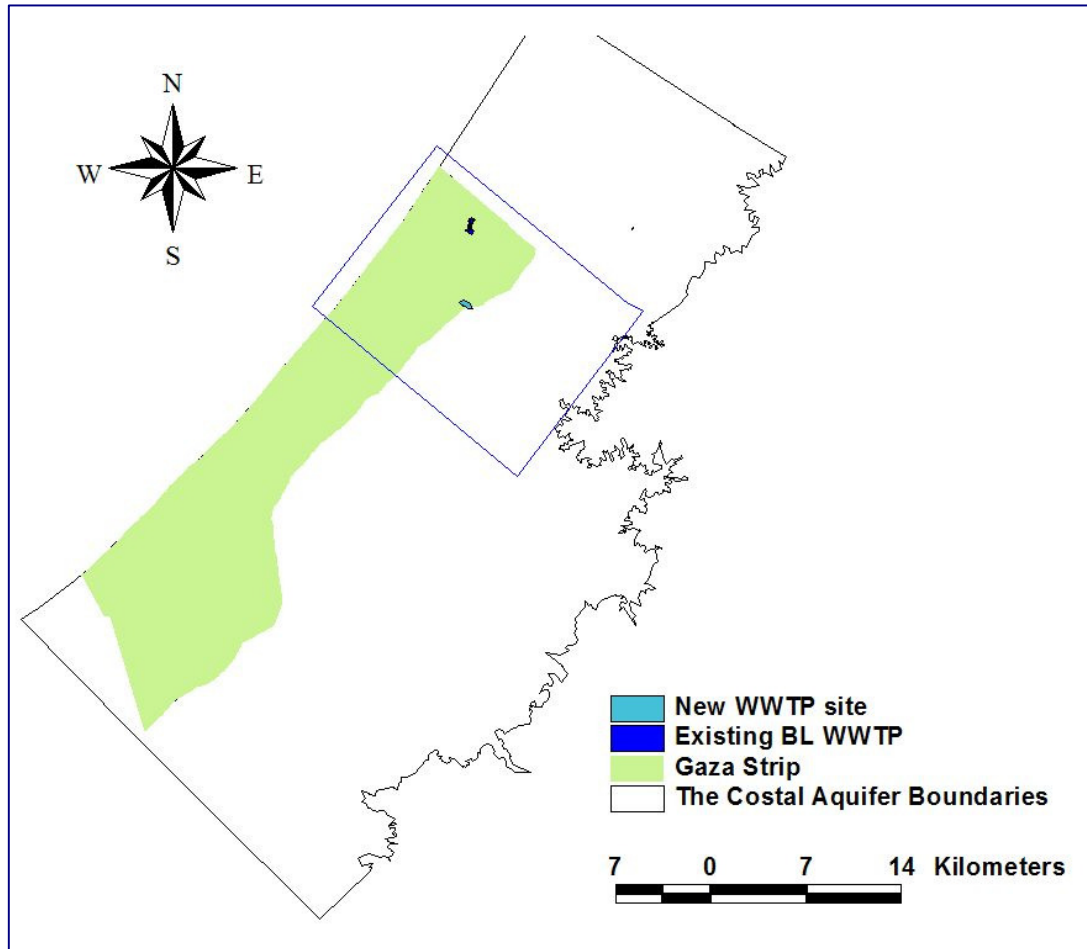 N
W E
S
New WWTP site
Existing BL WWTP
Gaza Strip
The Costal Aquifer Boundaries
7 0 7 14 Kilometers